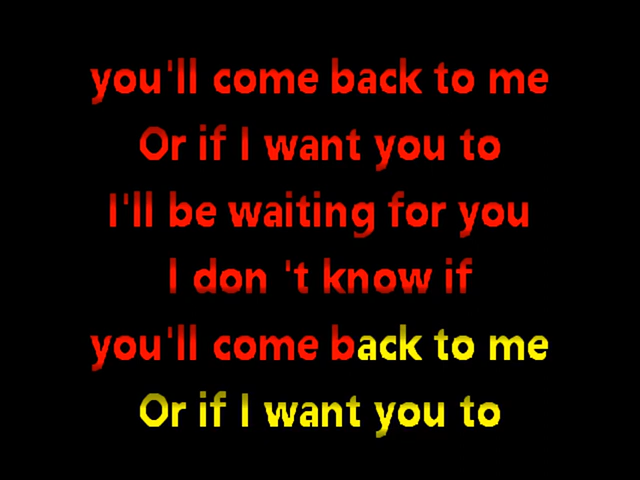 you'll come back to me
Or if I want you to
I'll be waiting for you
I don 't know if
you'll come back to me
Or if I want you to